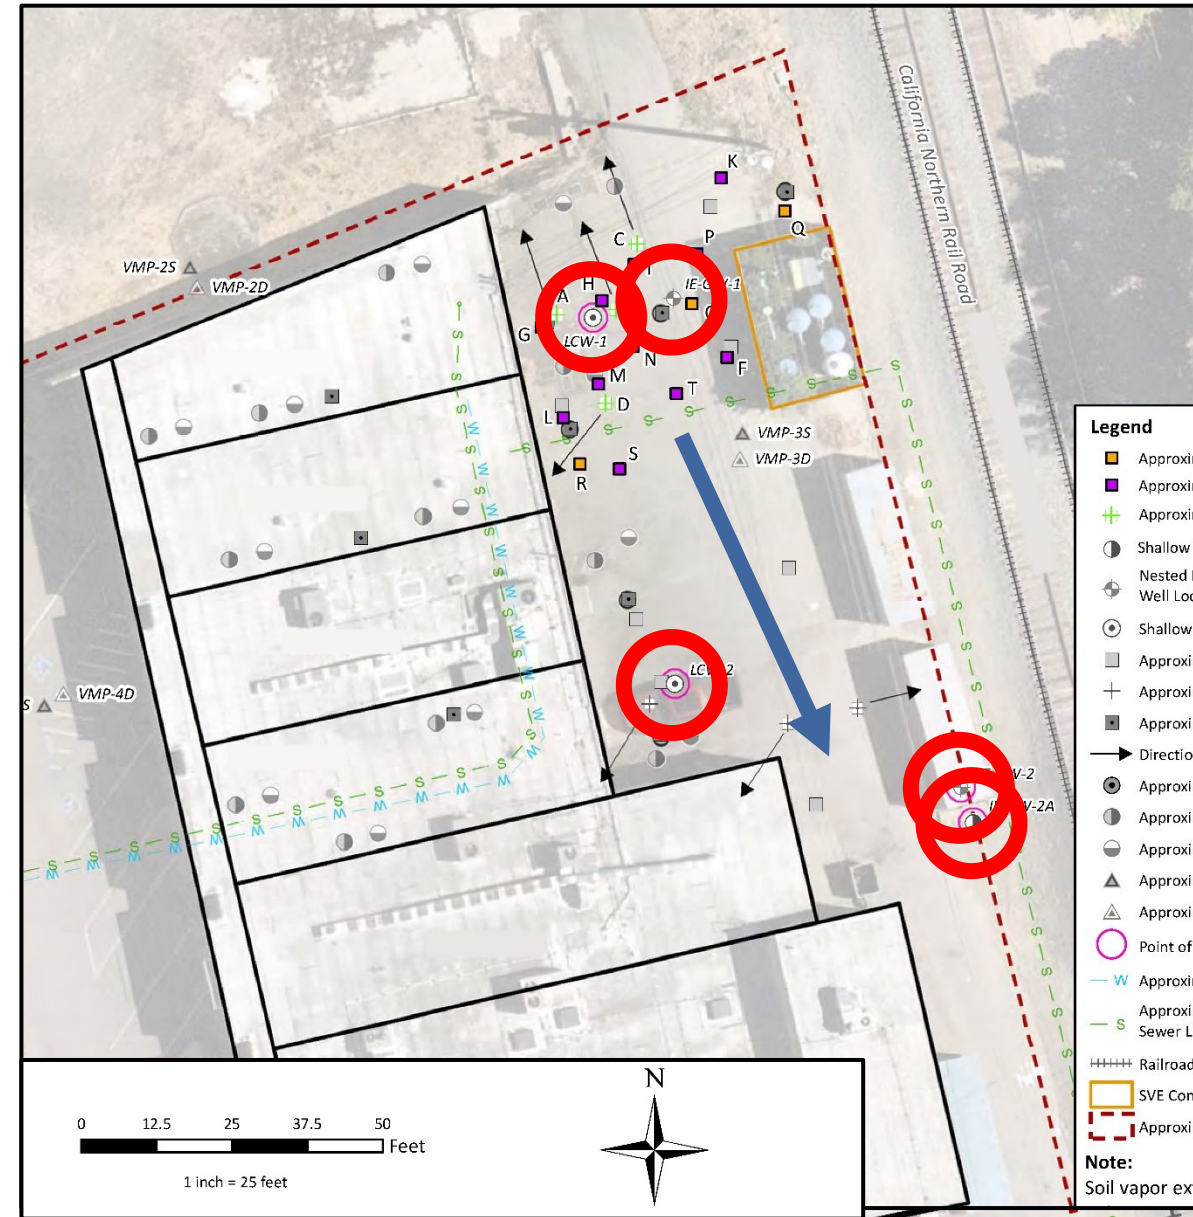 California Northern Rail Road
K
Q
P
C
VMP-2S
VMP-2D
H
A
IE-GW-1
G
LCW-1
N
F
M
T
L
D
VMP-3S
VMP-3D
S
R
VMP-4D
S
LCW-2
Legend
Approxi
Approxi
Approxi
Shallow
Nested
Well Loc
Shallow
Approxi
Approxi
Approxi
Directio
Approxi
Approxi
Approxi
Approxi
Approxi
Point of
W Approxi
Approxi
S Sewer L
Railroad
SVE Con
Approxi
Note:
Soil vapor ex
N
0 12.5 25 37.5 50
Feet
1 inch = 25 feet